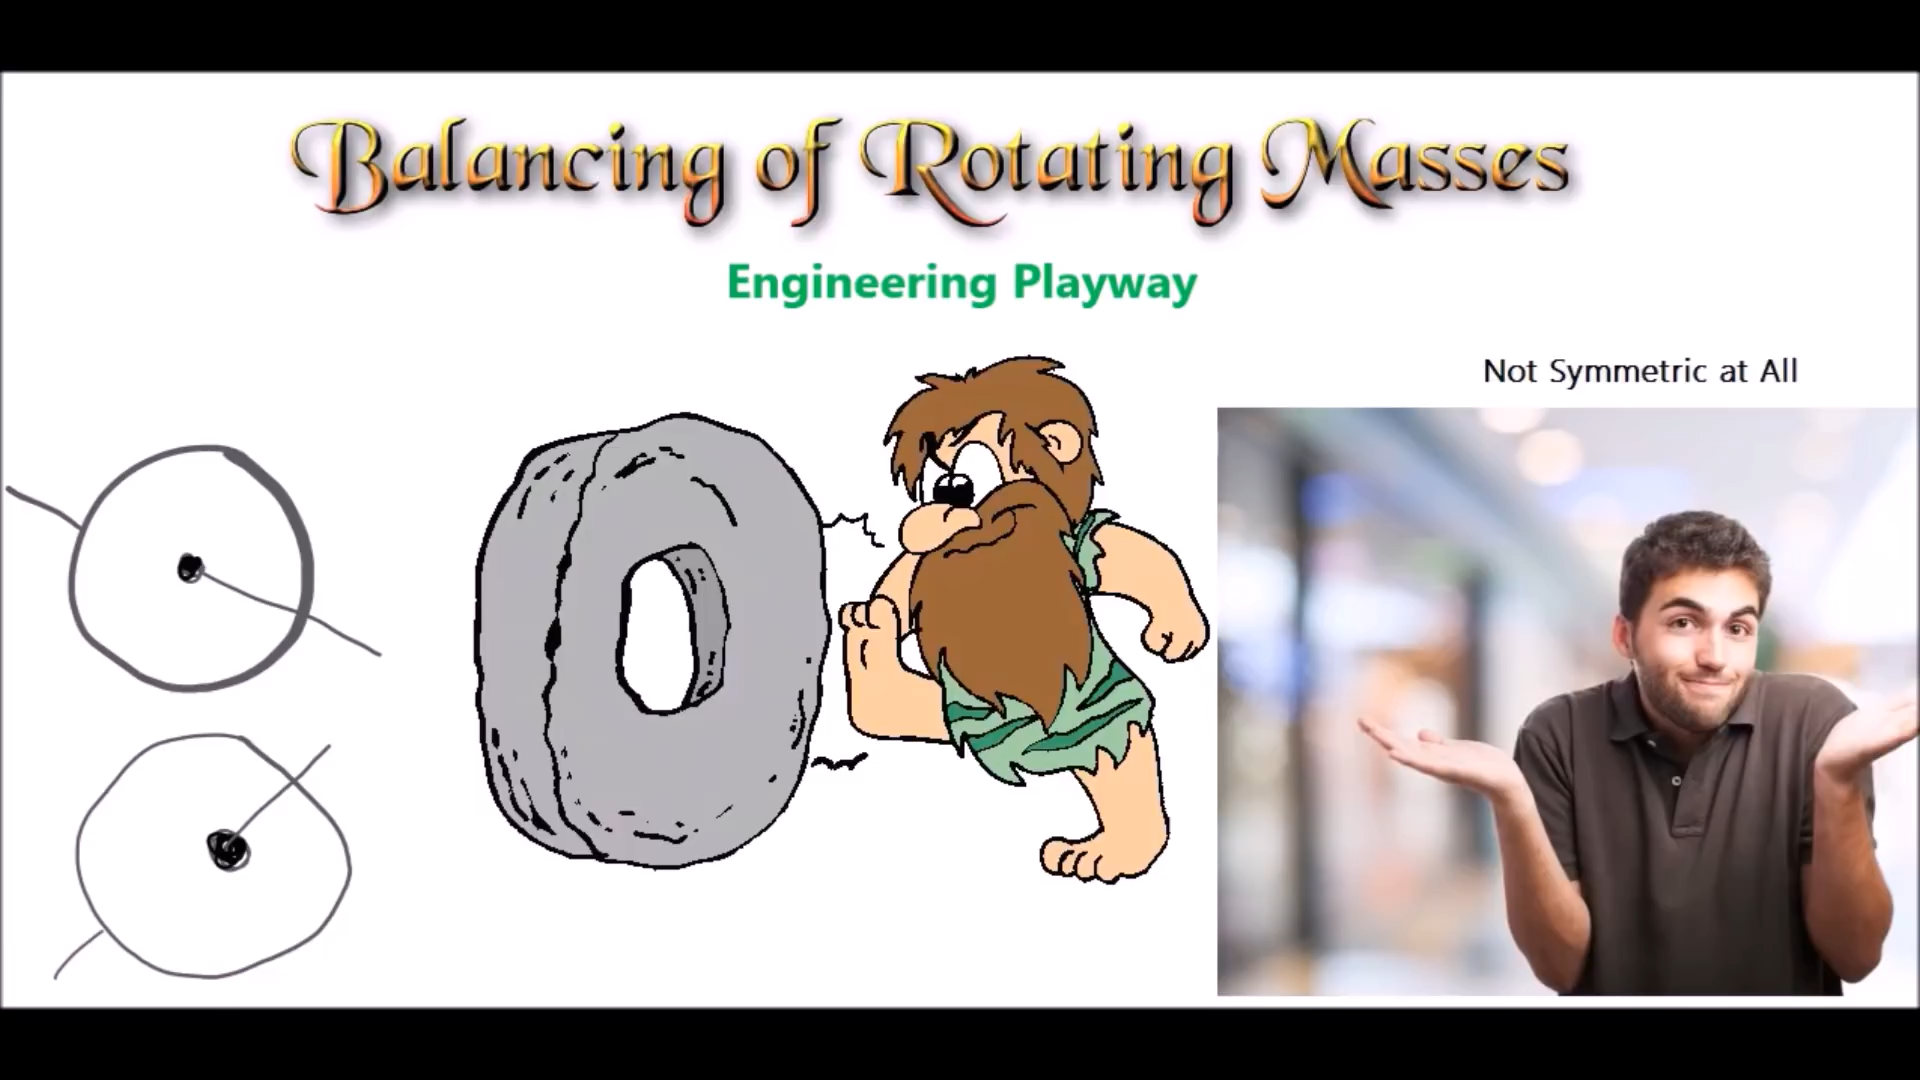 Balancing of Rotating Masses
Engineering Playway
Not Symmetric at All